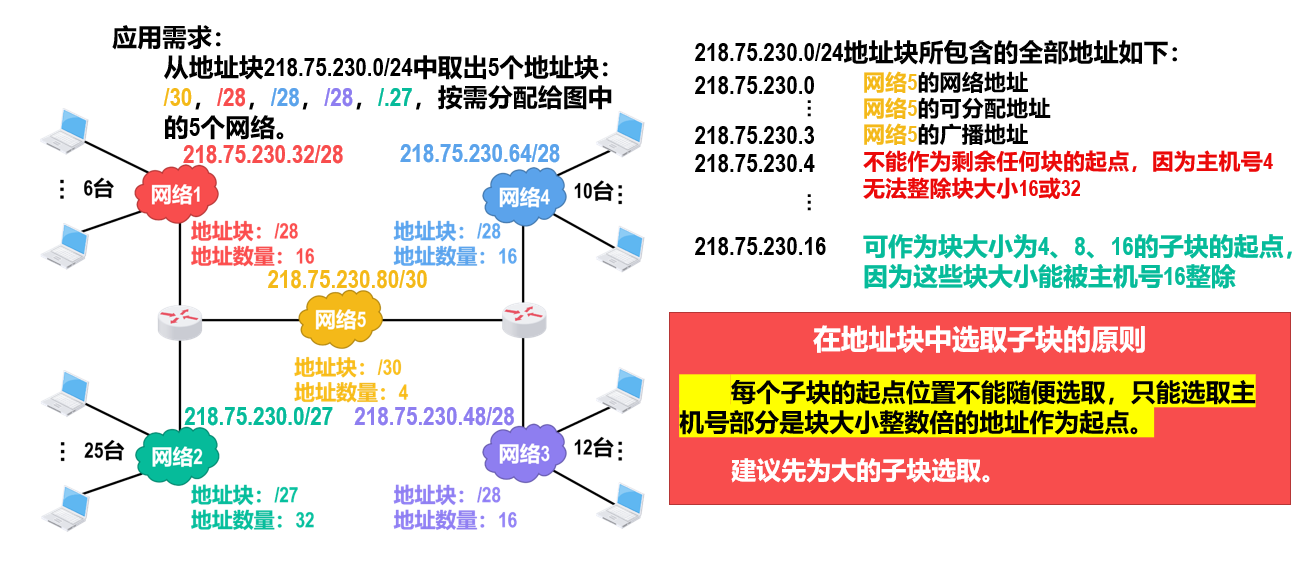 应用需求：
从地址块218.75.230.0/24中取出5个地址块：
/30，/28，/28，/28，/.27，按需分配给图中
的5个网络。
218.75.230.32/28
218.75.230.64/28
⋮ 6台
网络1
网络4
10台⋮
地址块：/28
地址数量：16
地址块：/28
地址数量：16
218.75.230.80/30
网络5
地址块：/30
地址数量：4
218.75.230.0/27
218.75.230.48/28
⋮ 25台
网络2
网络3
12台⋮
地址块：/27
地址数量：32
地址块：/28
地址数量：16
218.75.230.0/24地址块所包含的全部地址如下：
218.75.230.0 网络5的网络地址
⋮ 网络5的可分配地址
218.75.230.3 网络5的广播地址
218.75.230.4 不能作为剩余任何块的起点，因为主机号4
无法整除块大小16或32
⋮
218.75.230.16 可作为块大小为4、8、16的子块的起点，
因为这些块大小能被主机号16整除
在地址块中选取子块的原则
每个子块的起点位置不能随便选取，只能选取主
机号部分是块大小整数倍的地址作为起点。
建议先为大的子块选取。